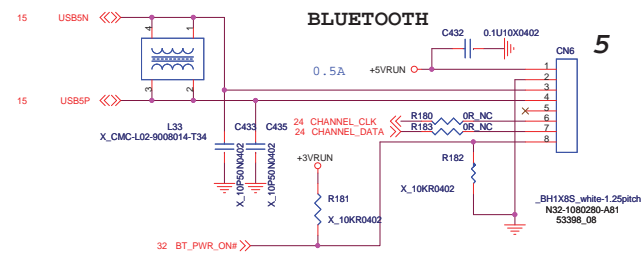 BLUETOOTH
15 USB5N
4 1
3 2
15 USB5P
L33
X_CMC-L02-9008014-T34
C433
X_10P50N0402
C435
X_10P50N0402
0.5A
+5VRUN
C432 0.1U10X0402
CN6
5
1
2
3
4
5
6
7
8
24 CHANNEL_CLK R180 0R_NC
24 CHANNEL_DATA R183 0R_NC
+3VRUN
R181
X_10KR0402
R182
X_10KR0402
32 BT_PWR_ON#
_BH1X8S_white-1.25pitch
N32-1080280-A81
53398_08